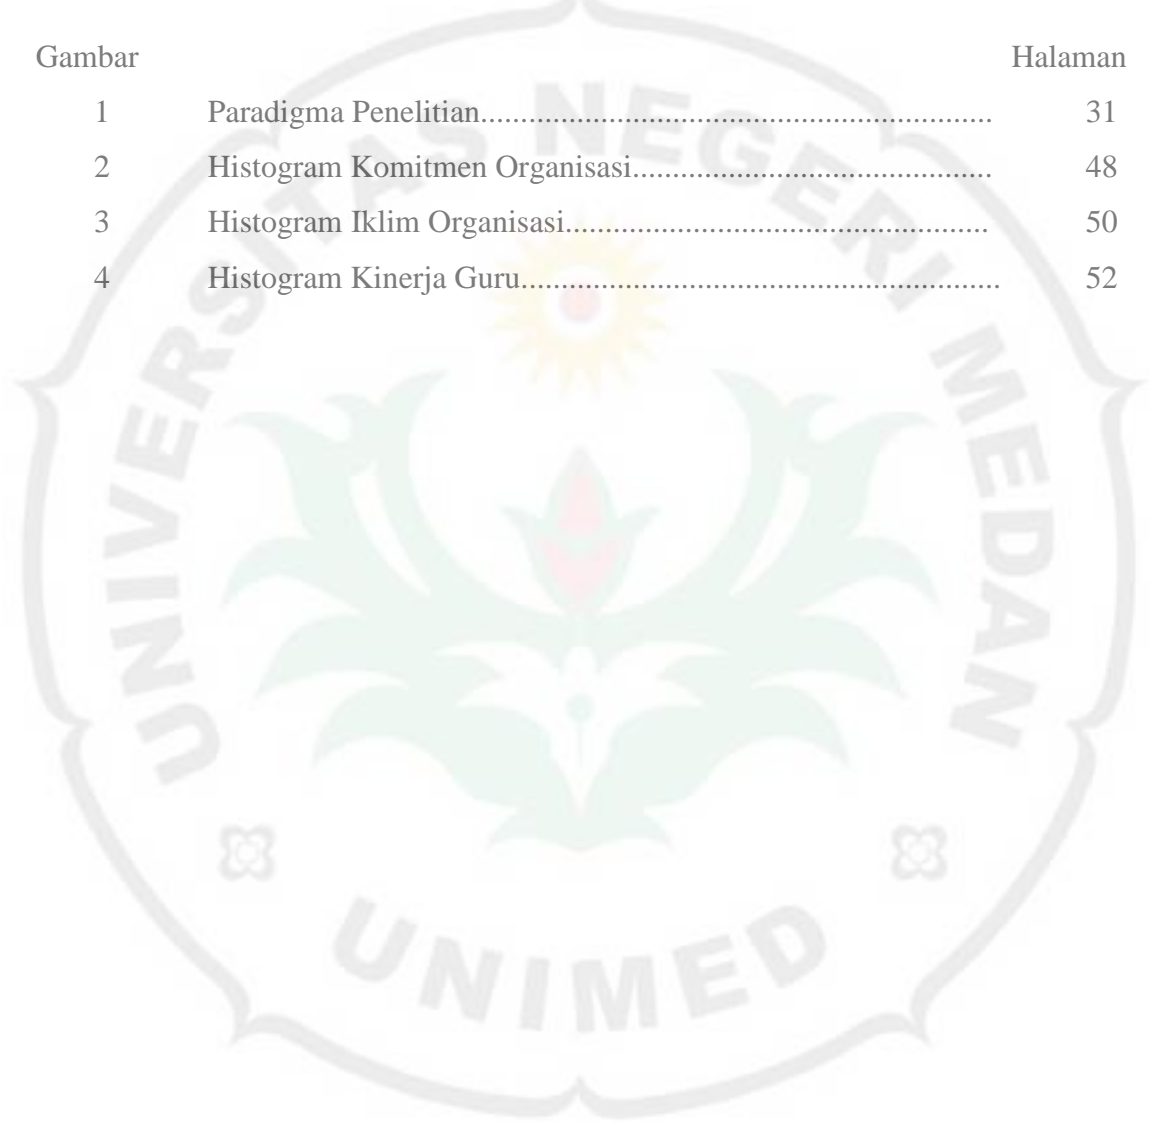 Gambar Halaman
1 Paradigma Penelitian................................................................ 31
2 Histogram Komitmen Organisasi............................................. 48
3 Histogram Iklim Organisasi..................................................... 50
4 Histogram Kinerja Guru............................................................ 52
UNIVERSITAS NEGERI MEDAN
UNIMED